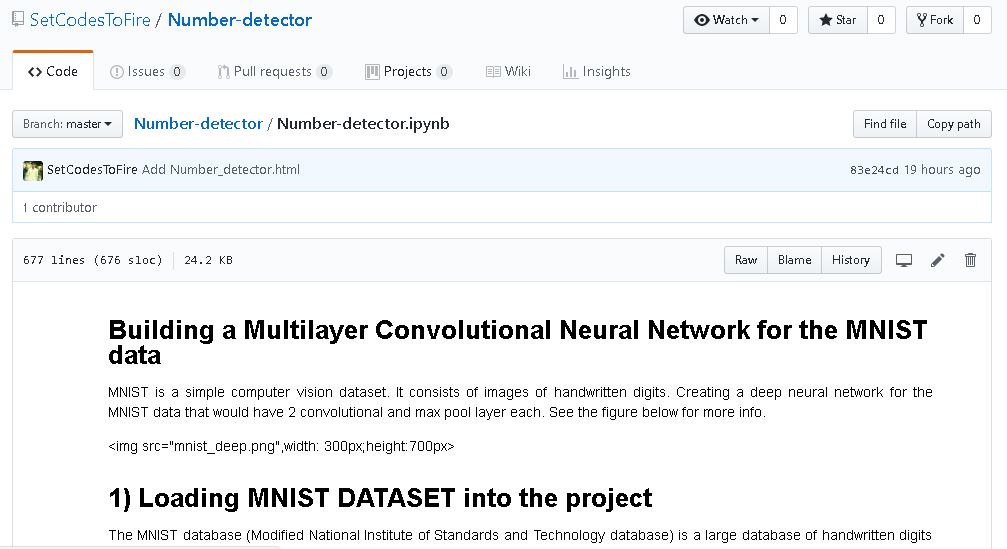 SetCodesToFire / Number-detector
Watch 0 Star 0 Fork 0
Code Issues 0 Pull requests 0 Projects 0 Wiki Insights
Branch: master Number-detector / Number-detector.ipynb Find file Copy path
SetCodesToFire Add Number_detector.html 83e24cd 19 hours ago
1 contributor
677 lines (676 sloc) 24.2 KB Raw Blame History
Building a Multilayer Convolutional Neural Network for the MNIST
data
MNIST is a simple computer vision dataset. It consists of images of handwritten digits. Creating a deep neural network for the
MNIST data that would have 2 convolutional and max pool layer each. See the figure below for more info.
<img src="mnist_deep.png",width: 300px;height:700px>
1) Loading MNIST DATASET into the project
The MNIST database (Modified National Institute of Standards and Technology database) is a large database of handwritten digits